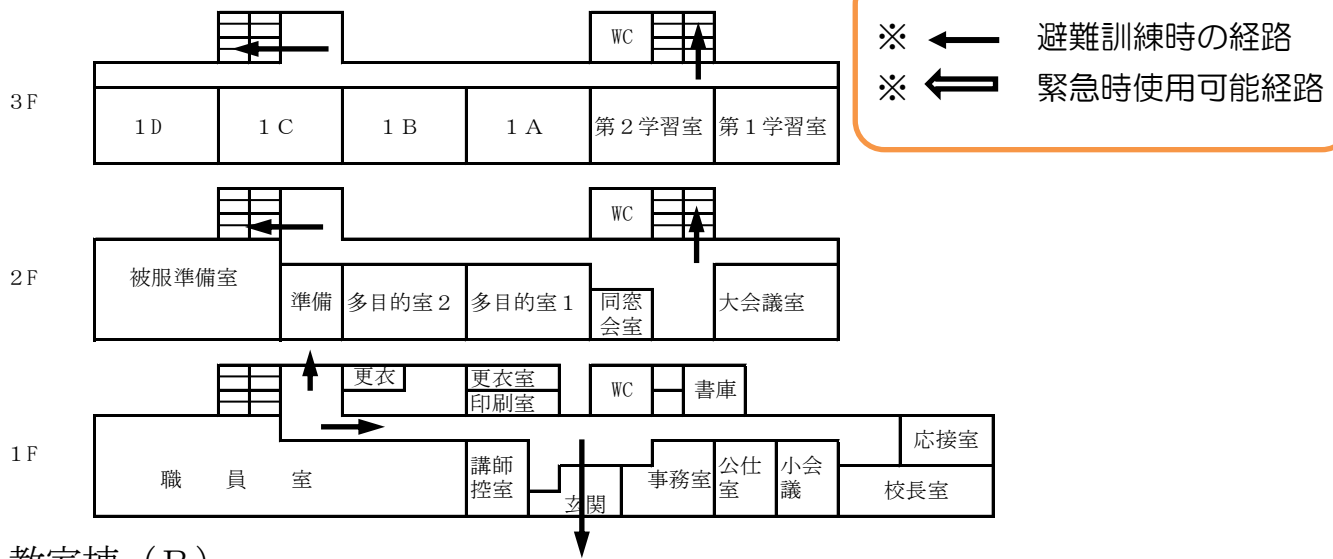 ※ 避難訓練時の経路
※ 緊急時使用可能経路
3F
WC
1D 1C 1B 1A 第2学習室 第1学習室
2F
WC
被服準備室 準備 多目的室2 多目的室1 同窓会室 大会議室
1F
更衣 更衣室 WC 書庫
印刷室
応接室
職員室 講師控室 玄関 事務室 公仕室 小会議 校長室
教室棟(B)